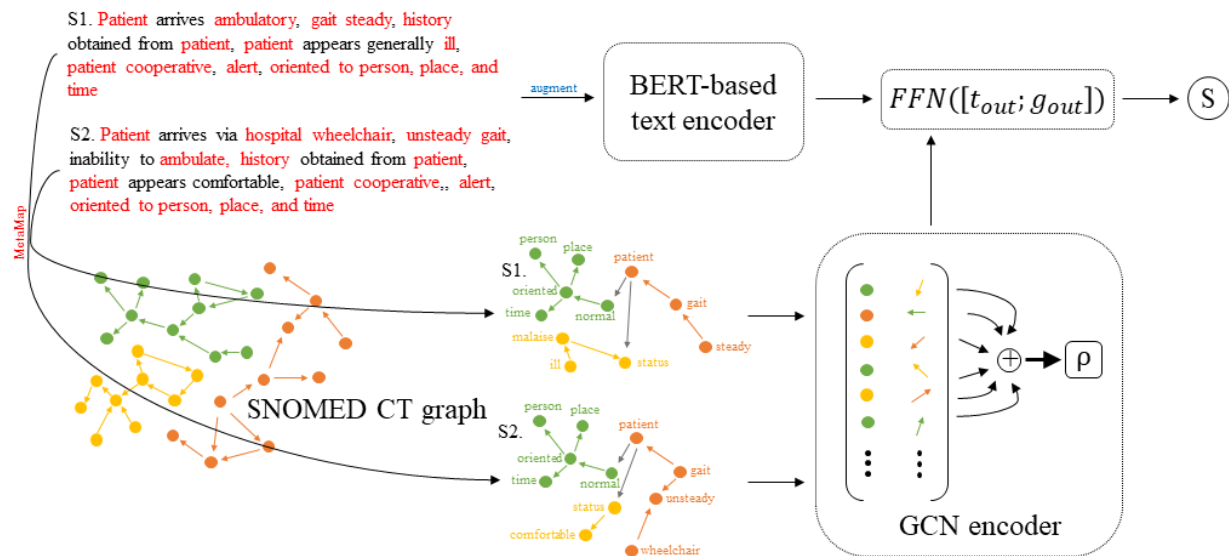 S1. Patient arrives ambulatory, gait steady, history
obtained from patient, patient appears generally ill,
patient cooperative, alert, oriented to person, place, and
time
augment
BERT-based
text encoder
FFN([t_out; g_out])
S
S2. Patient arrives via hospital wheelchair, unsteady gait,
inability to ambulate, history obtained from patient,
patient appears comfortable, patient cooperative,, alert,
oriented to person, place, and time
MetaMap
SNOMED CT graph
S1.
person
place
patient
oriented
time
normal
gait
malaise
steady
ill
status
S2.
person
place
patient
oriented
time
normal
gait
status
unsteady
comfortable
wheelchair
+
ρ
GCN encoder